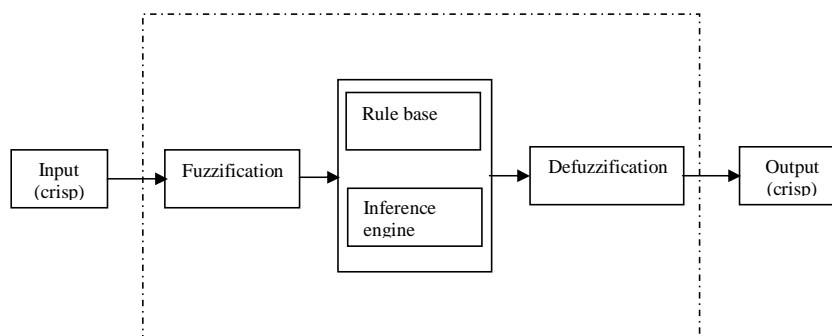 Input
(crisp)
Fuzzification
Rule base
Inference
engine
Defuzzification
Output
(crisp)